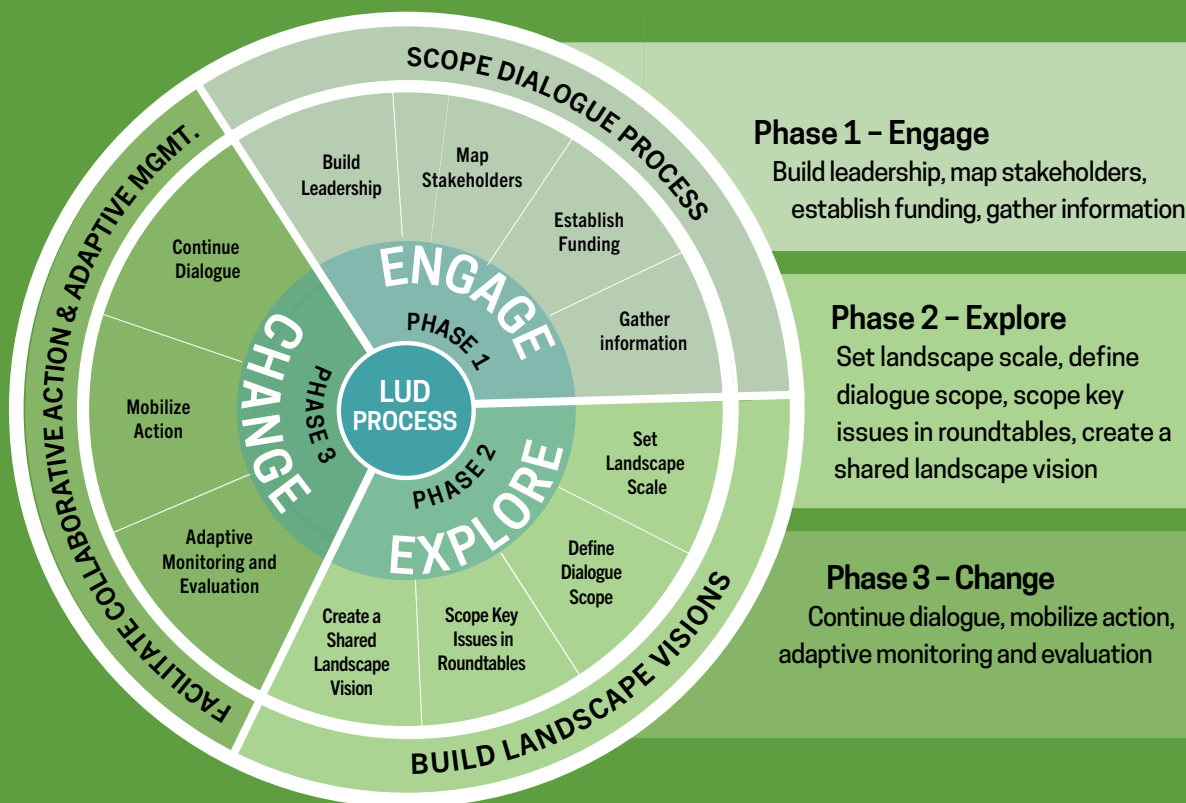 SCOPE DIALOGUE PROCESS
Build
Leadership
Map
Stakeholders
Establish
Funding
Gather
information
ENGAGE
PHASE 1
LUD
PROCESS
Set
Landscape
Scale
Define
Dialogue
Scope
Scope Key
Issues in
Roundtables
Create a
Shared
Landscape
Vision
PHASE 2
EXPLORE
BUILD LANDSCAPE VISIONS
CHANGE
PHASE 3
Continue
Dialogue
Mobilize
Action
Adaptive
Monitoring and
Evaluation
FACILITATE COLLABORATIVE ACTION & ADAPTIVE MGMT.
Phase 1 – Engage
Build leadership, map stakeholders,
establish funding, gather information
Phase 2 – Explore
Set landscape scale, define
dialogue scope, scope key
issues in roundtables, create a
shared landscape vision
Phase 3 – Change
Continue dialogue, mobilize action,
adaptive monitoring and evaluation